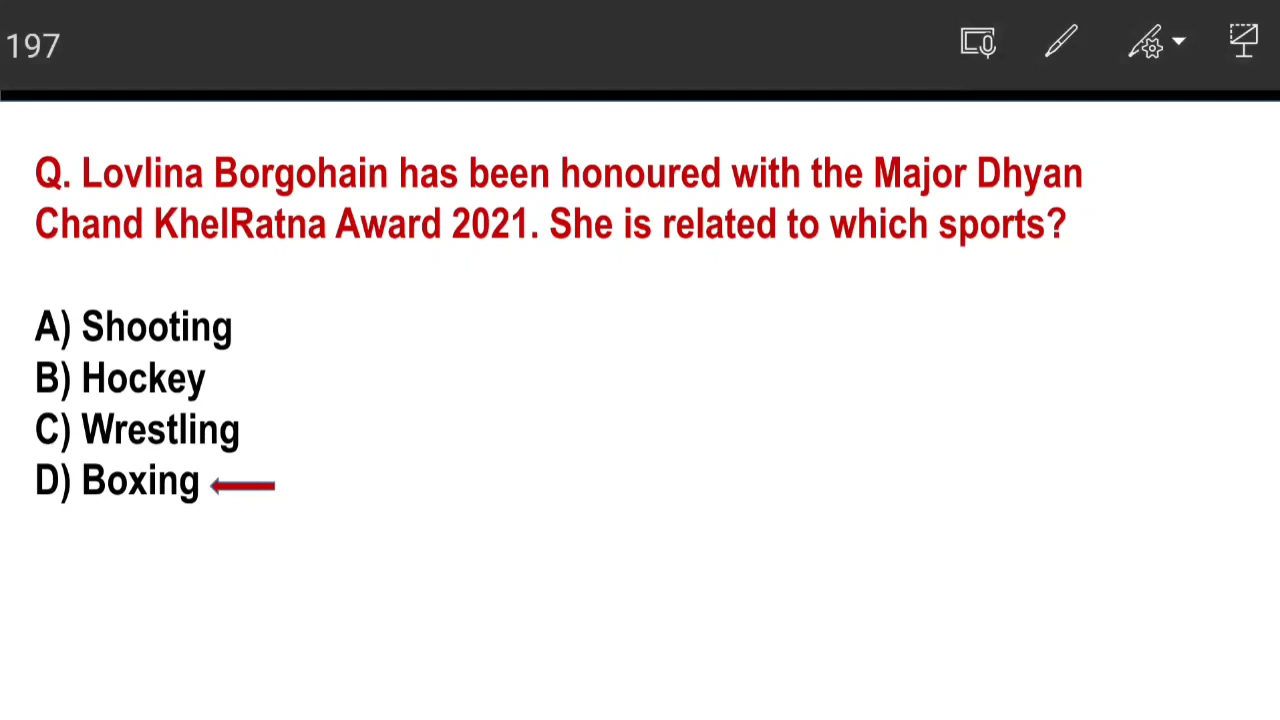 197
Q. Lovlina Borgohain has been honoured with the Major Dhyan
Chand KhelRatna Award 2021. She is related to which sports?
A) Shooting
B) Hockey
C) Wrestling
D) Boxing